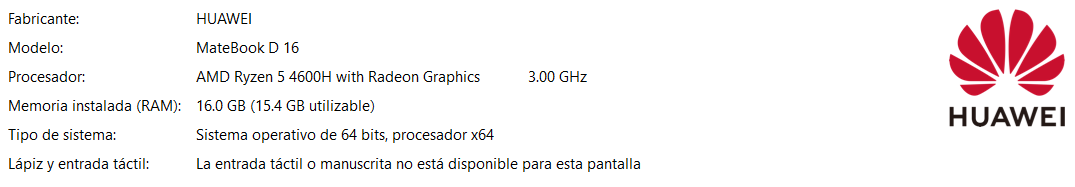 Fabricante: HUAWEI
Modelo: MateBook D 16
Procesador: AMD Ryzen 5 4600H with Radeon Graphics 3.00 GHz
Memoria instalada (RAM): 16.0 GB (15.4 GB utilizable)
Tipo de sistema: Sistema operativo de 64 bits, procesador x64
Lápiz y entrada táctil: La entrada táctil o manuscrita no está disponible para esta pantalla
HUAWEI